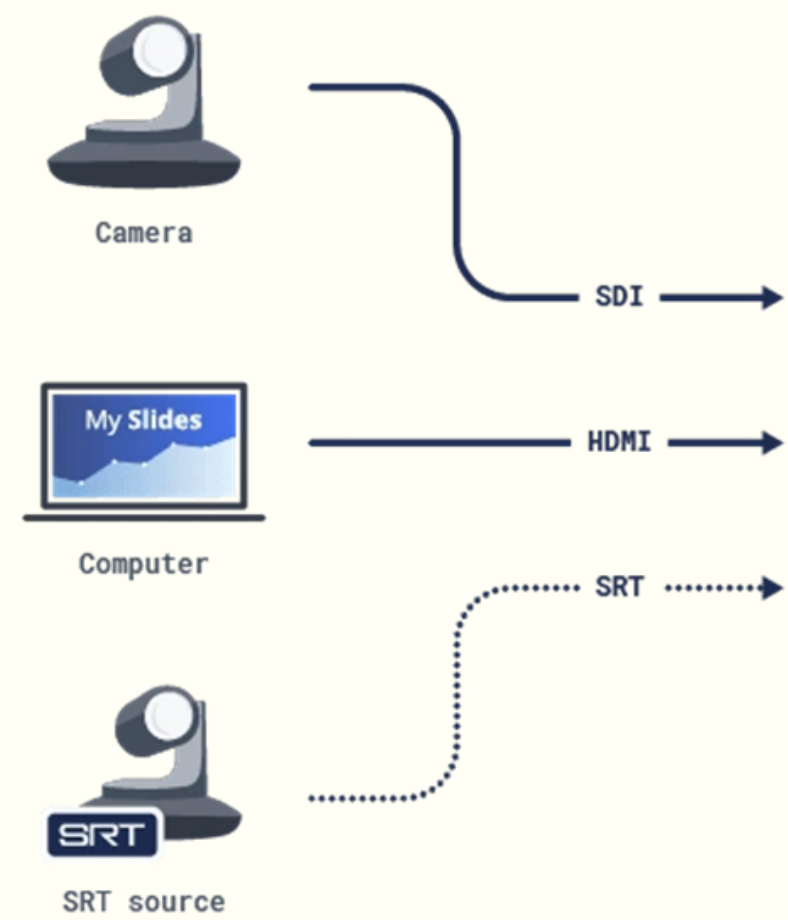 Camera
SDI
My Slides
HDMI
Computer
SRT
SRT
SRT source